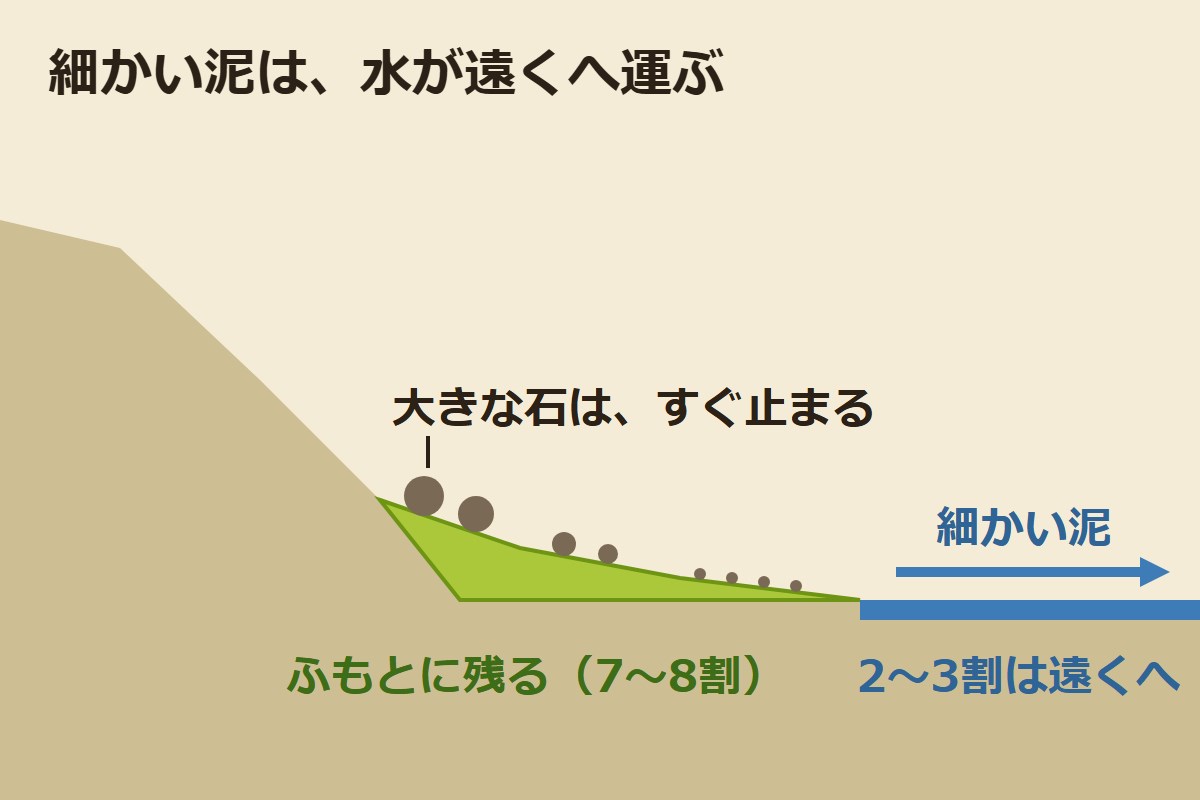 細かい泥は、水が遠くへ運ぶ
大きな石は、すぐ止まる
細かい泥
ふもとに残る（7〜8割）
2〜3割は遠くへ